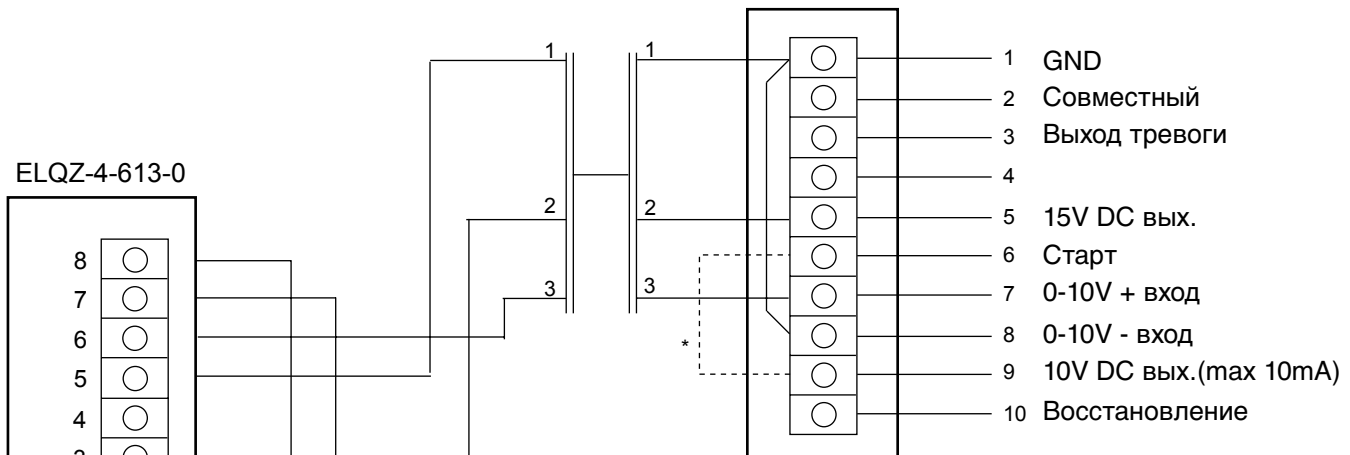 1 1 1 GND
2 Совместный
3 Выход тревоги
ELQZ-4-613-0
4
2 2 5 15V DC вых.
8 6 Старт
7 3 3 7 0-10V + вход
6 * 8 0-10V - вход
5 9 10V DC вых.(max 10mA)
4 10 Восстановление